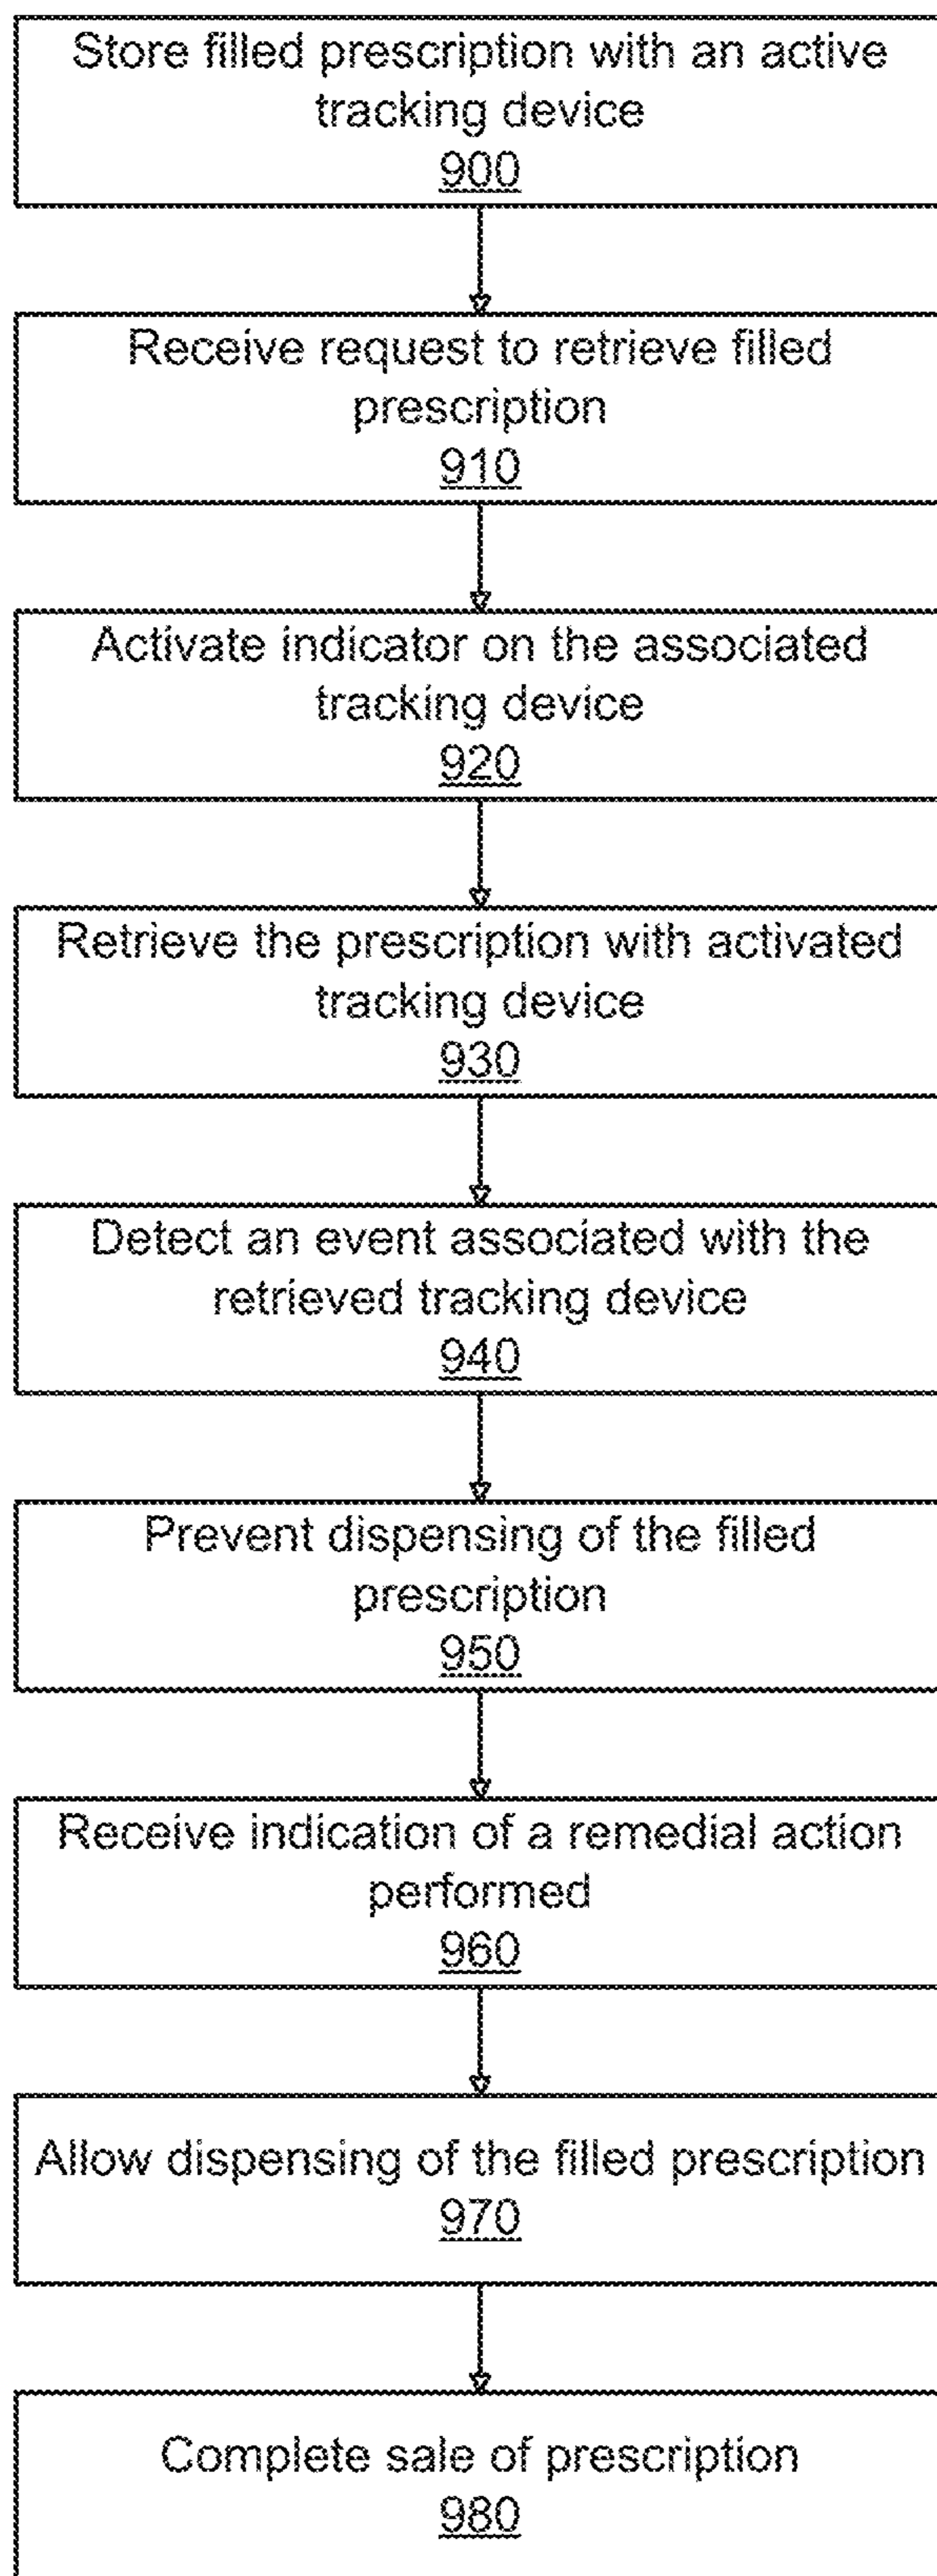 Store filled prescription with an active
tracking device
900
Receive request to retrieve filled
prescription
910
Activate indicator on the associated
tracking device
920
Retrieve the prescription with activated
tracking device
930
Detect an event associated with the
retrieved tracking device
940
Prevent dispensing of the filled
prescription
950
Receive indication of a remedial action
performed
960
Allow dispensing of the filled prescription
970
Complete sale of prescription
980